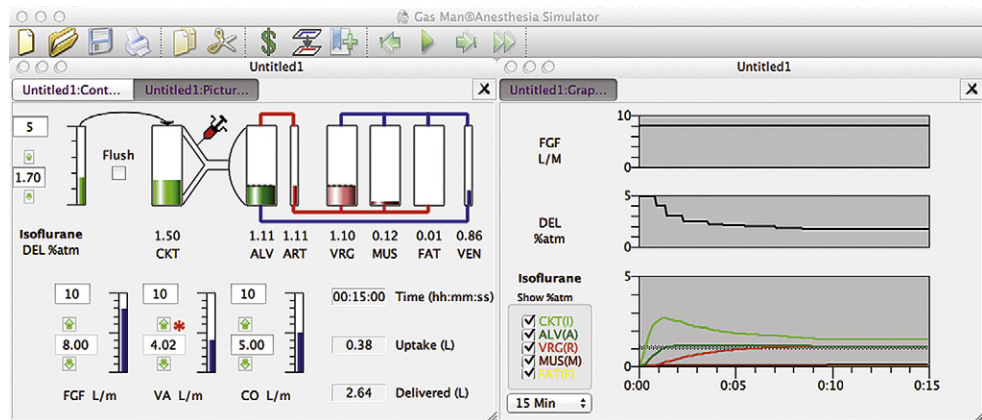 Gas Man®Anesthesia Simulator
Untitled1
Untitled1:Cont...
Untitled1:Pictur...
X
5
1.70
Flush
Isoflurane
DEL %atm
1.50
CKT
1.11 1.11 1.10 0.12 0.01 0.86
ALV ART VRG MUS FAT VEN
10 10 10
8.00 4.02 5.00
FGF L/m VA L/m CO L/m
00:15:00 Time (hh:mm:ss)
0.38 Uptake (L)
2.64 Delivered (L)
Untitled1
Untitled1:Grap...
X
FGF
L/M
10
0
DEL
%atm
5
0
Isoflurane
Show %atm
CKT(I)
ALV(A)
VRG(R)
MUS(M)
FAT(F)
15 Min
5
0
0:00 0:05 0:10 0:15